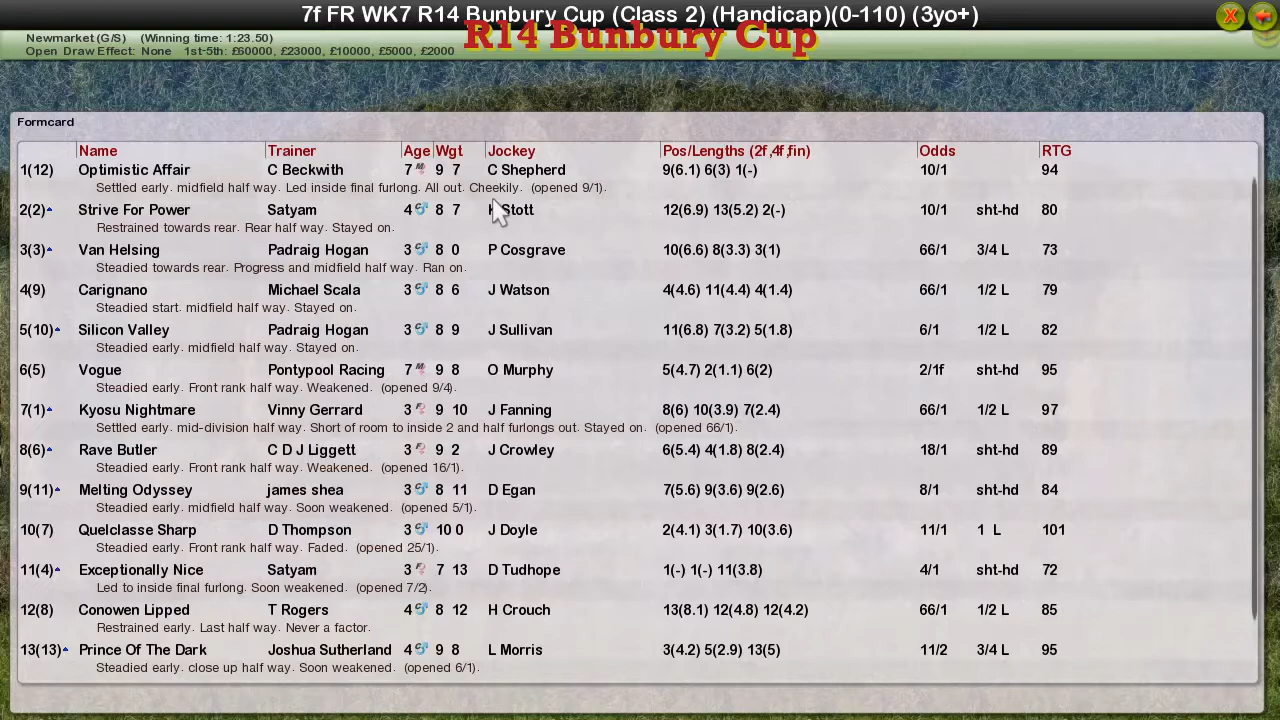 7f FR WK7 R14 Bunbury Cup (Class 2) (Handicap)(0-110) (3yo+)
R14 Bunbury Cup
Newmarket (G/S) (Winning time: 1:23.50)
Open Draw Effect: None 1st-5th: £60000, £23000, £10000, £5000, £2000
Formcard
Name Trainer Age Wgt Jockey Pos/Lengths (2f,4f,fin) Odds RTG
1(12) Optimistic Affair C Beckwith 7 9 7 C Shepherd 9(6.1) 6(3) 1(-) 10/1 94
Settled early. midfield half way. Led inside final furlong. All out. Cheekily. (opened 9/1).
2(2) Strive For Power Satyam 4 8 7 Stott 12(6.9) 13(5.2) 2(-) 10/1 sht-hd 80
Restrained towards rear. Rear half way. Stayed on.
3(3) Van Helsing Padraig Hogan 3 8 0 P Cosgrave 10(6.6) 8(3.3) 3(1) 66/1 3/4 L 73
Steadied towards rear. Progress and midfield half way. Ran on.
4(9) Carignano Michael Scala 3 8 6 J Watson 4(4.6) 11(4.4) 4(1.4) 66/1 1/2 L 79
Steadied start. midfield half way. Stayed on.
5(10) Silicon Valley Padraig Hogan 3 8 9 J Sullivan 11(6.8) 7(3.2) 5(1.8) 6/1 1/2 L 82
Steadied early. midfield half way. Stayed on.
6(5) Vogue Pontypool Racing 7 9 8 O Murphy 5(4.7) 2(1.1) 6(2) 2/1f sht-hd 95
Steadied early. Front rank half way. Weakened. (opened 9/4).
7(1) Kyosu Nightmare Vinny Gerrard 3 9 10 J Fanning 8(6) 10(3.9) 7(2.4) 66/1 1/2 L 97
Settled early. mid-division half way. Short of room to inside 2 and half furlongs out. Stayed on. (opened 66/1).
8(6) Rave Butler C D J Liggett 3 9 2 J Crowley 6(5.4) 4(1.8) 8(2.4) 18/1 sht-hd 89
Steadied early. Front rank half way. Weakened. (opened 16/1).
9(11) Melting Odyssey james shea 3 8 11 D Egan 7(5.6) 9(3.6) 9(2.6) 8/1 sht-hd 84
Steadied early. midfield half way. Soon weakened. (opened 5/1).
10(7) Quelclasse Sharp D Thompson 3 10 0 J Doyle 2(4.1) 3(1.7) 10(3.6) 11/1 1 L 101
Steadied early. Front rank half way. Faded. (opened 25/1).
11(4) Exceptionally Nice Satyam 3 7 13 D Tudhope 1(-) 1(-) 11(3.8) 4/1 sht-hd 72
Led to inside final furlong. Soon weakened. (opened 7/2).
12(8) Conowen Lipped T Rogers 4 8 12 H Crouch 13(8.1) 12(4.8) 12(4.2) 66/1 1/2 L 85
Restrained early. Last half way. Never a factor.
13(13) Prince Of The Dark Joshua Sutherland 4 9 8 L Morris 3(4.2) 5(2.9) 13(5) 11/2 3/4 L 95
Steadied early. close up half way. Soon weakened. (opened 6/1).